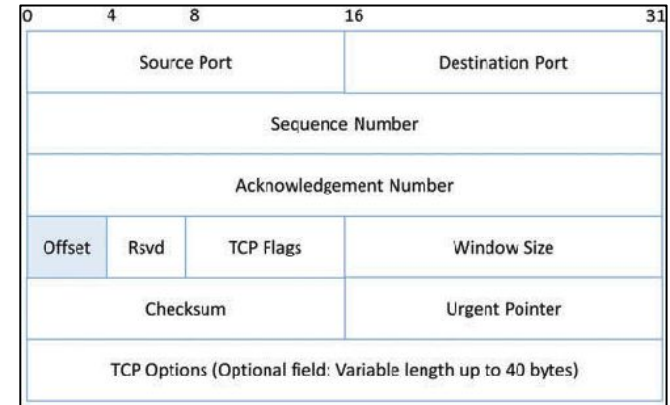 0 4 8 16 31
Source Port Destination Port
Sequence Number
Acknowledgement Number
Offset Rsvd TCP Flags Window Size
Checksum Urgent Pointer
TCP Options (Optional field: Variable length up to 40 bytes)